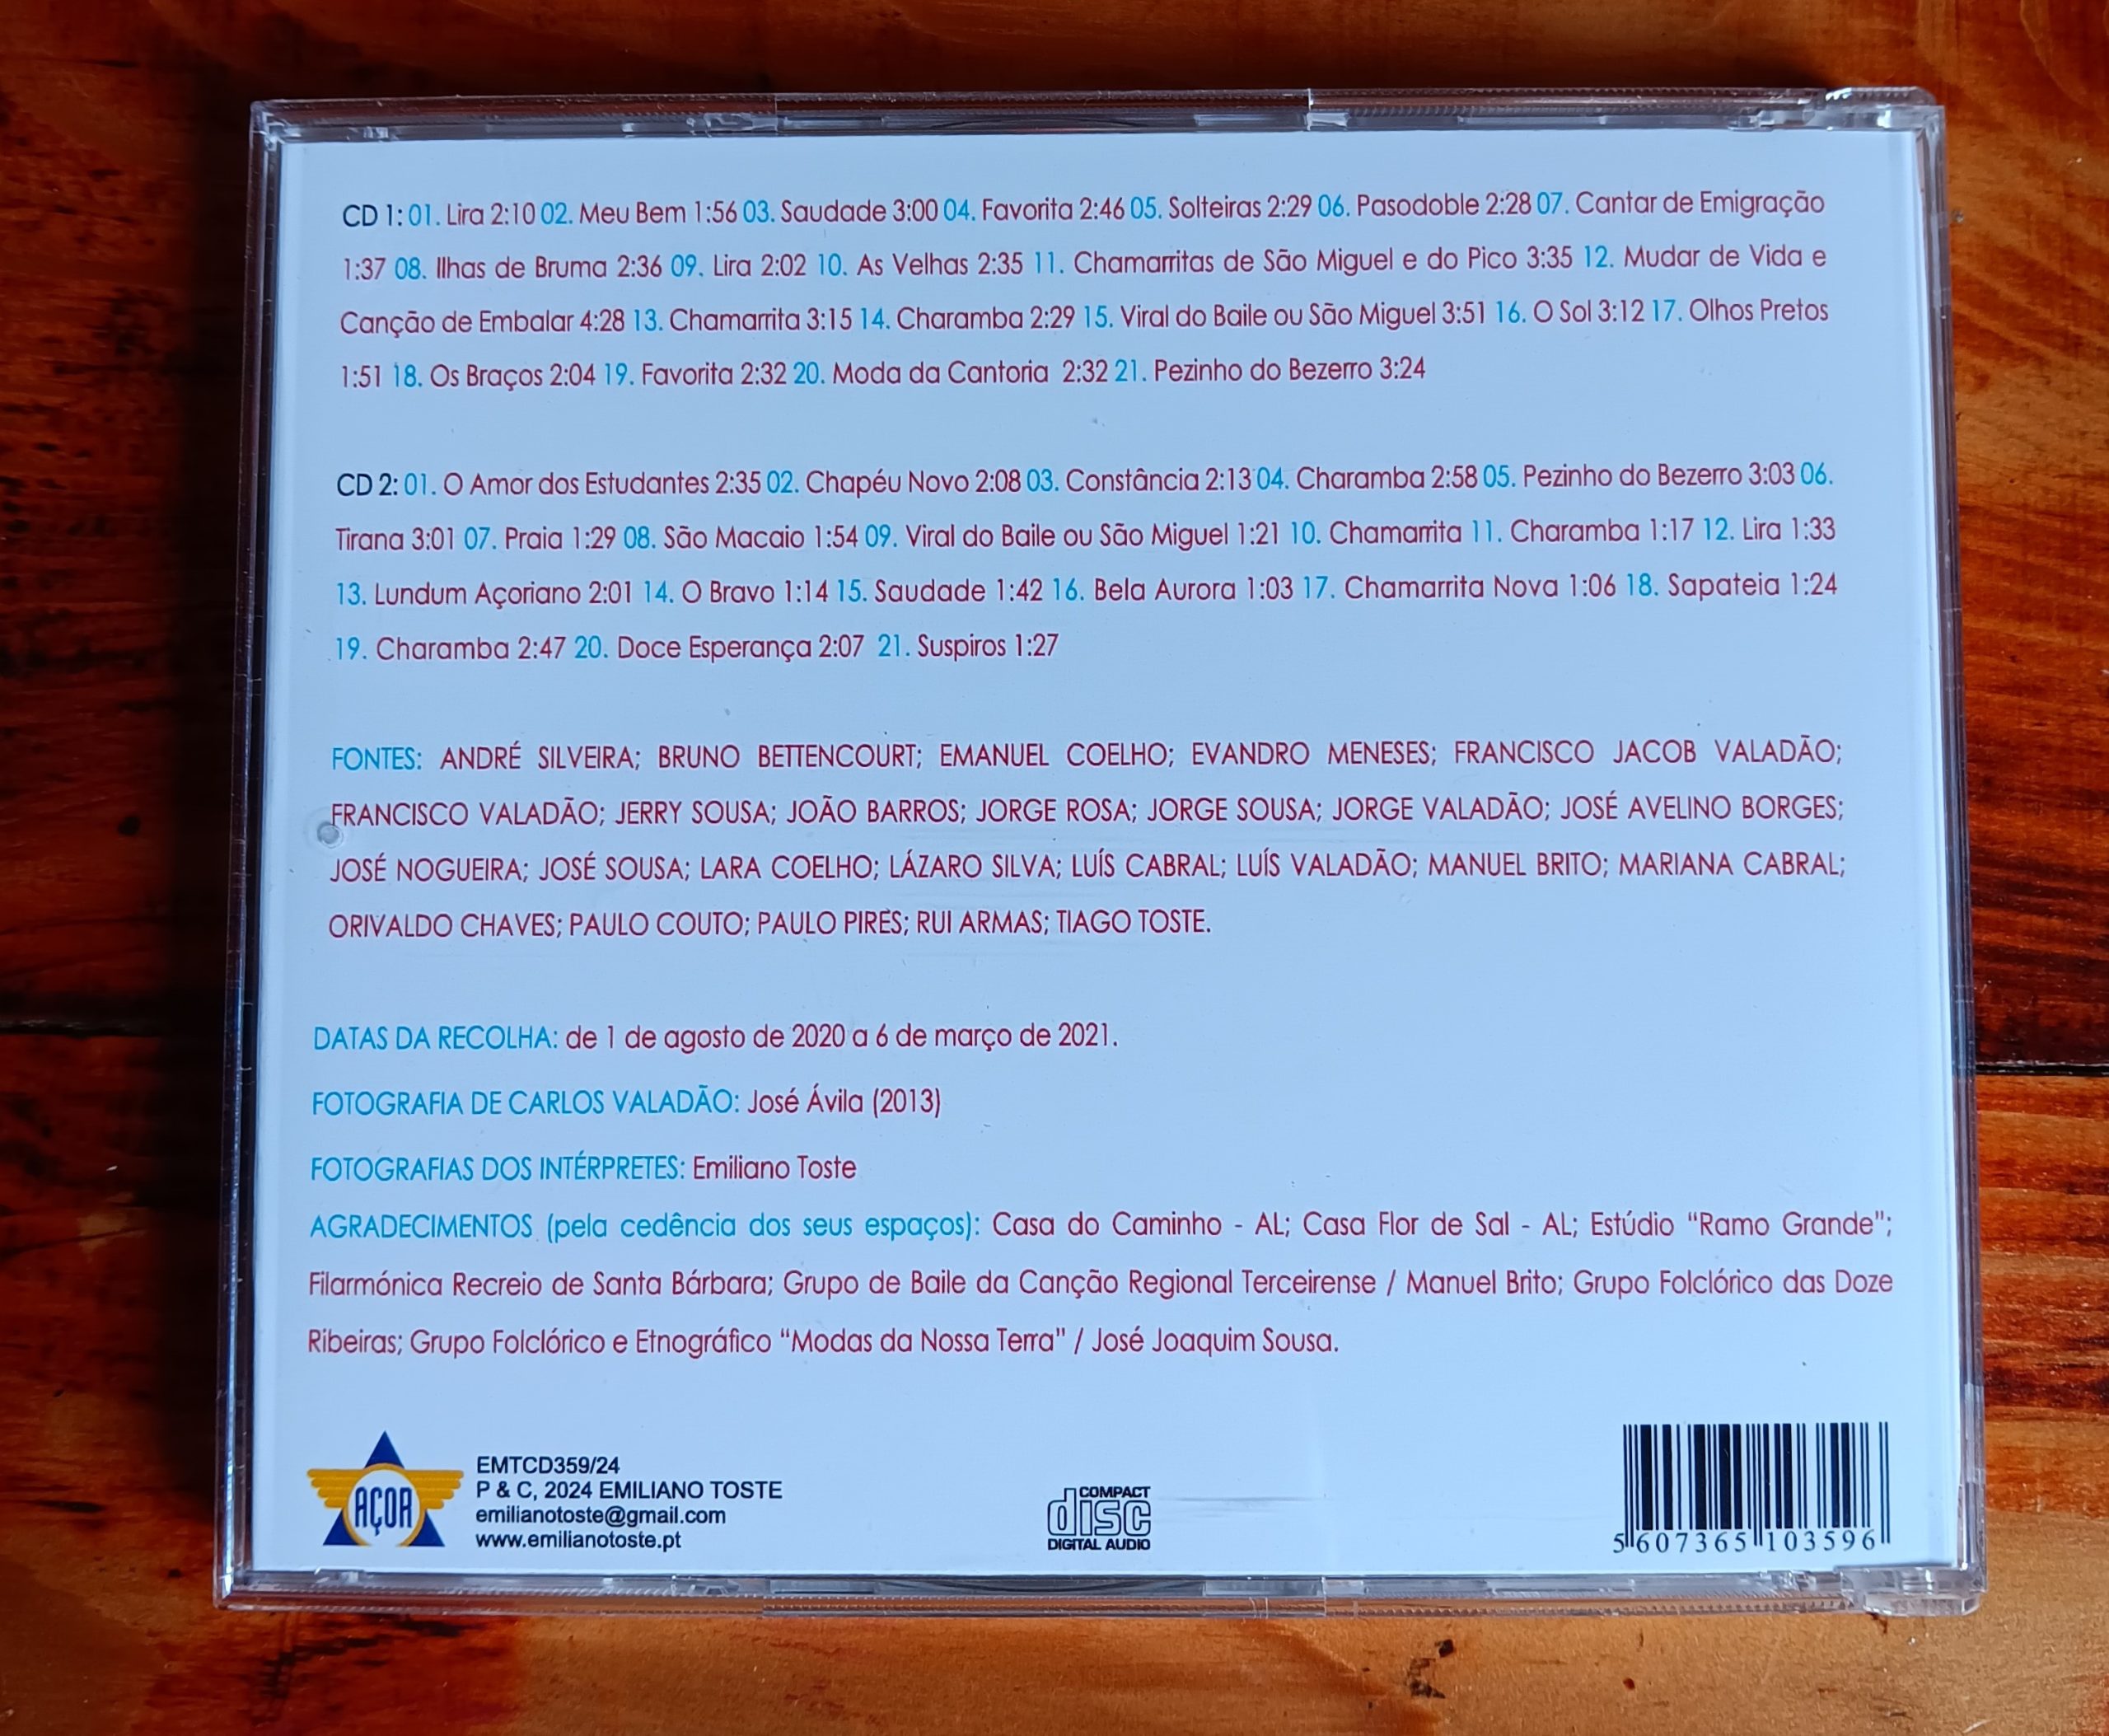 CD 1: 01. Lira 2:10 02. Meu Bem 1:56 03. Saudade 3:00 04. Favorita 2:46 05. Solteiras 2:29 06. Pasodoble 2:28 07. Cantar de Emigração
1:37 08. Ilhas de Bruma 2:36 09. Lira 2:02 10. As Velhas 2:35 11. Chamarritas de São Miguel e do Pico 3:35 12. Mudar de Vida e
Canção de Embalar 4:28 13. Chamarrita 3:15 14. Charamba 2:29 15. Viral do Baile ou São Miguel 3:51 16. O Sol 3:12 17. Olhos Pretos
1:51 18. Os Braços 2:04 19. Favorita 2:32 20. Moda da Cantoria 2:32 21. Pezinho do Bezerro 3:24
CD 2: 01. O Amor dos Estudantes 2:35 02. Chapéu Novo 2:08 03. Constância 2:13 04. Charamba 2:58 05. Pezinho do Bezerro 3:03 06.
Tirana 3:01 07. Praia 1:29 08. São Macaio 1:54 09. Viral do Baile ou São Miguel 1:21 10. Chamarrita 11. Charamba 1:17 12. Lira 1:33
13. Lundum Açoriano 2:01 14. O Bravo 1:14 15. Saudade 1:42 16. Bela Aurora 1:03 17. Chamarrita Nova 1:06 18. Sapateia 1:24
19. Charamba 2:47 20. Doce Esperança 2:07 21. Suspiros 1:27
FONTES: ANDRÉ SILVEIRA; BRUNO BETTENCOURT; EMANUEL COELHO; EVANDRO MENESES; FRANCISCO JACOB VALADÃO;
FRANCISCO VALADÃO; JERRY SOUSA; JOÃO BARROS; JORGE ROSA; JORGE SOUSA; JORGE VALADÃO; JOSÉ AVELINO BORGES;
JOSÉ NOGUEIRA; JOSÉ SOUSA; LARA COELHO; LÁZARO SILVA; LUÍS CABRAL; LUÍS VALADÃO; MANUEL BRITO; MARIANA CABRAL;
ORIVALDO CHAVES; PAULO COUTO; PAULO PIRES; RUI ARMAS; TIAGO TOSTE.
DATAS DA RECOLHA: de 1 de agosto de 2020 a 6 de março de 2021.
FOTOGRAFIA DE CARLOS VALADÃO: José Ávila (2013)
FOTOGRAFIAS DOS INTÉRPRETES: Emiliano Toste
AGRADECIMENTOS (pela cedência dos seus espaços): Casa do Caminho - AL; Casa Flor de Sal - AL; Estúdio “Ramo Grande";
Filarmónica Recreio de Santa Bárbara; Grupo de Baile da Canção Regional Terceirense / Manuel Brito; Grupo Folclórico das Doze
Ribeiras; Grupo Folclórico e Etnográfico “Modas da Nossa Terra" / José Joaquim Sousa.
AÇOR
EMTCD359/24
P & C, 2024 EMILIANO TOSTE
emilianotoste@gmail.com
www.emilianotoste.pt
COMPACT
disc
DIGITAL AUDIO
5 607365 103596